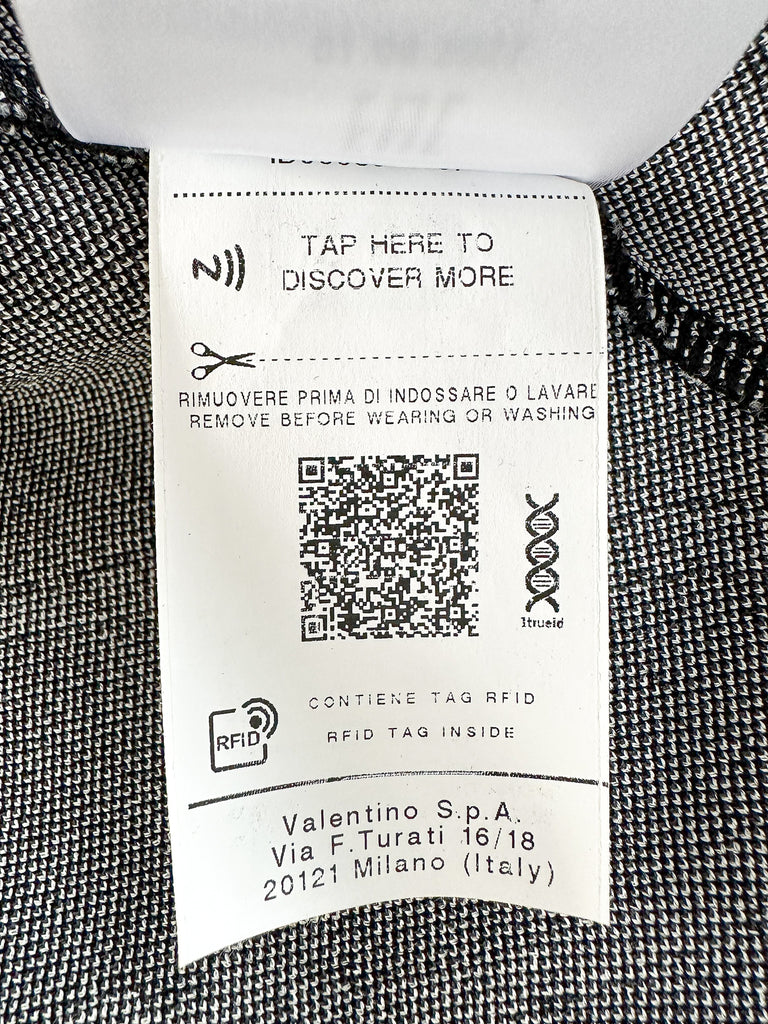 TAP HERE TO
DISCOVER MORE
RIMUOVERE PRIMA DI INDOSSARE O LAVARE
REMOVE BEFORE WEARING OR WASHING
1trueid
CONTIENE TAG RFID
RFID
RFID TAG INSIDE
Valentino S.p.A.
Via F.Turati 16/18
20121 Milano (Italy)